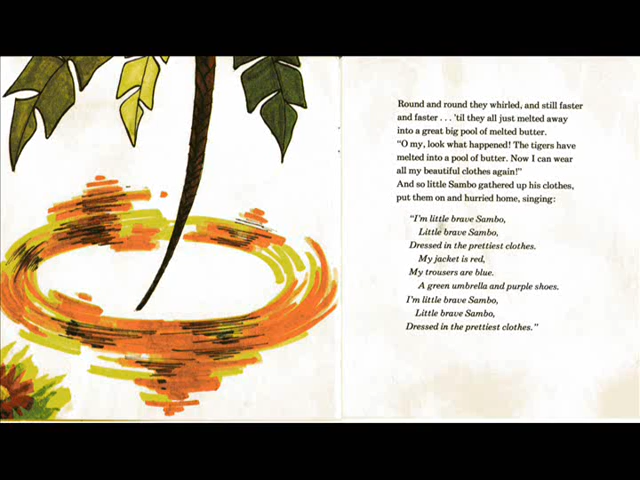 Round and round they whirled, and still faster
and faster . . . 'til they all just melted away
into a great big pool of melted butter.
"O my, look what happened! The tigers have
melted into a pool of butter. Now I can wear
all my beautiful clothes again!"
And so little Sambo gathered up his clothes,
put them on and hurried home, singing:
"I'm little brave Sambo,
Little brave Sambo,
Dressed in the prettiest clothes.
My jacket is red,
My trousers are blue.
A green umbrella and purple shoes.
I'm little brave Sambo,
Little brave Sambo,
Dressed in the prettiest clothes."